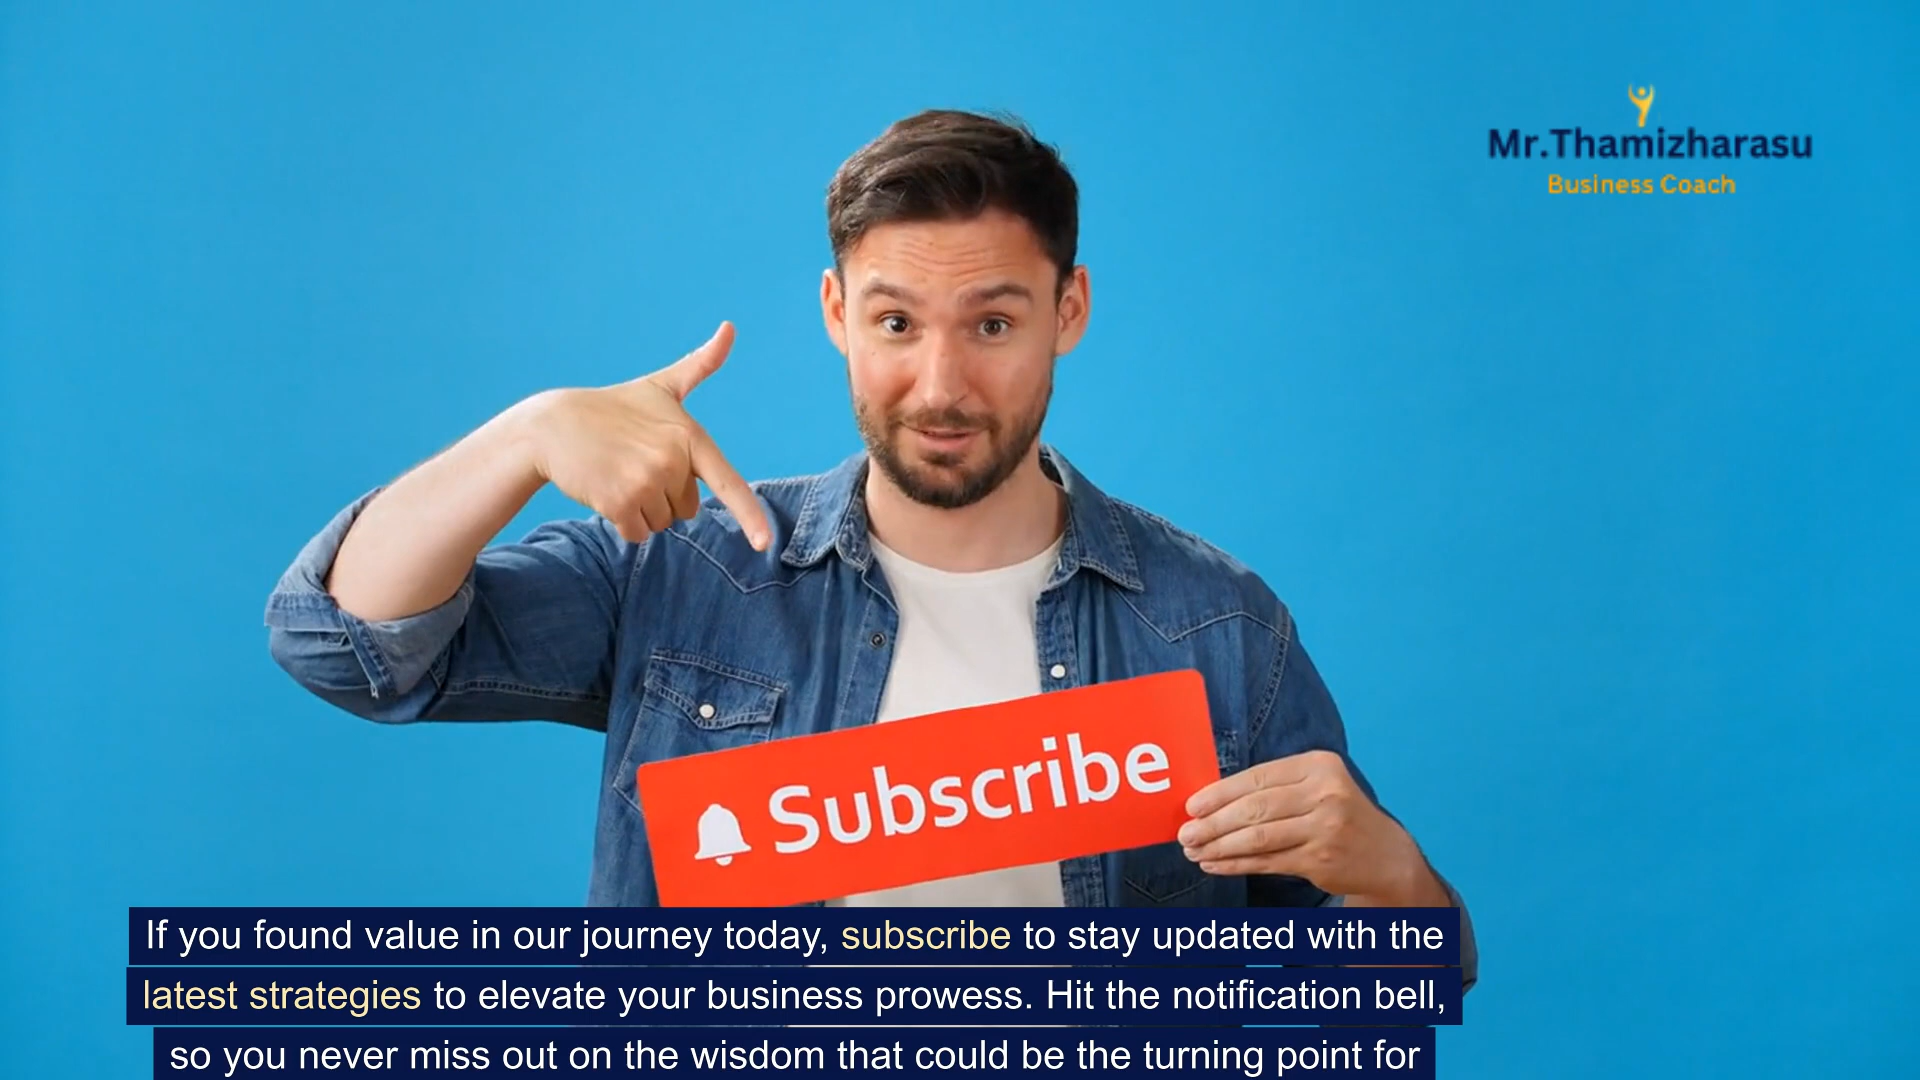 Mr.Thamizharasu
Business Coach
Subscribe
If you found value in our journey today, subscribe to stay updated with the
latest strategies to elevate your business prowess. Hit the notification bell,
so you never miss out on the wisdom that could be the turning point for